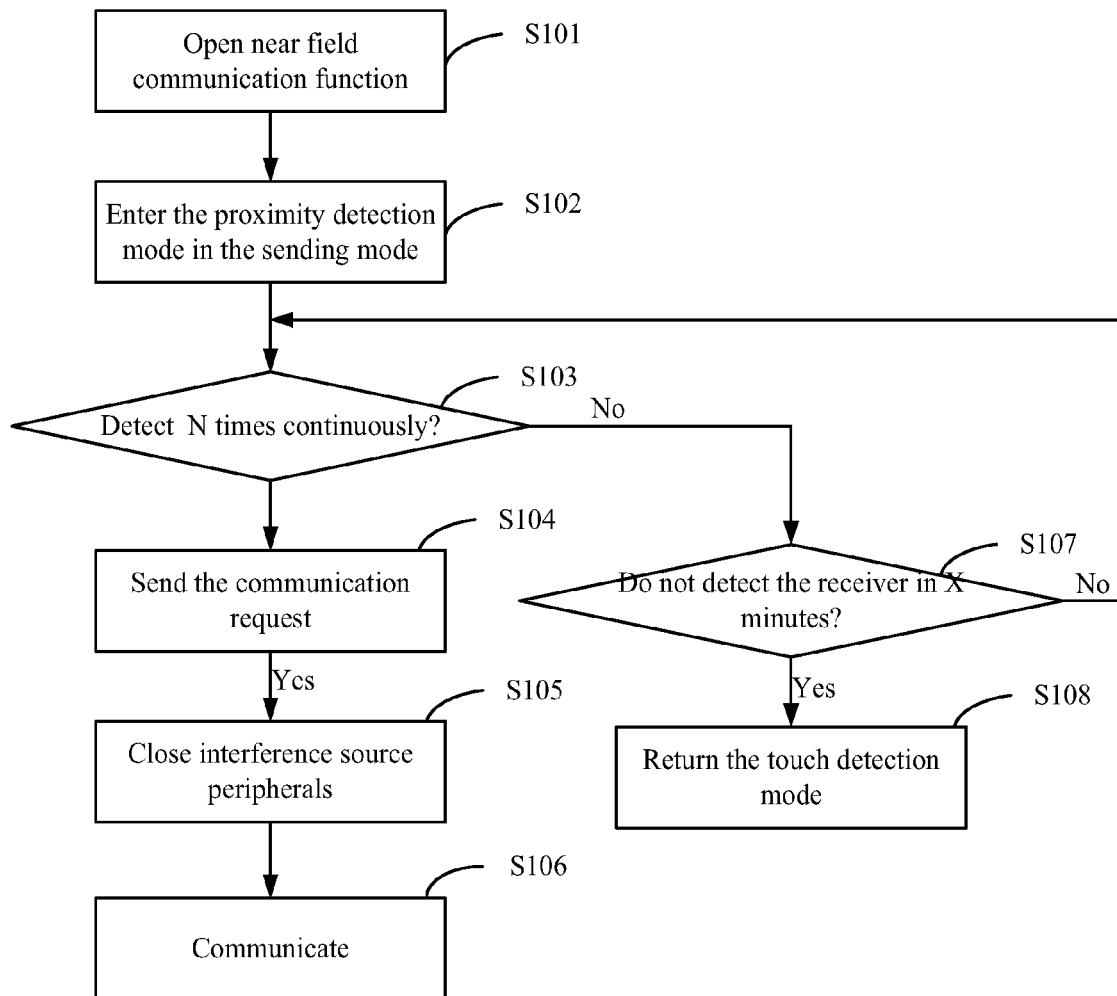 Open near field
communication function
S101
Enter the proximity detection
mode in the sending mode
S102
Detect N times continuously?
S103
No
Send the communication
request
S104
Do not detect the receiver in X
minutes?
S107
No
Yes
Close interference source
peripherals
S105
Yes
Return the touch detection
mode
S108
Communicate
S106